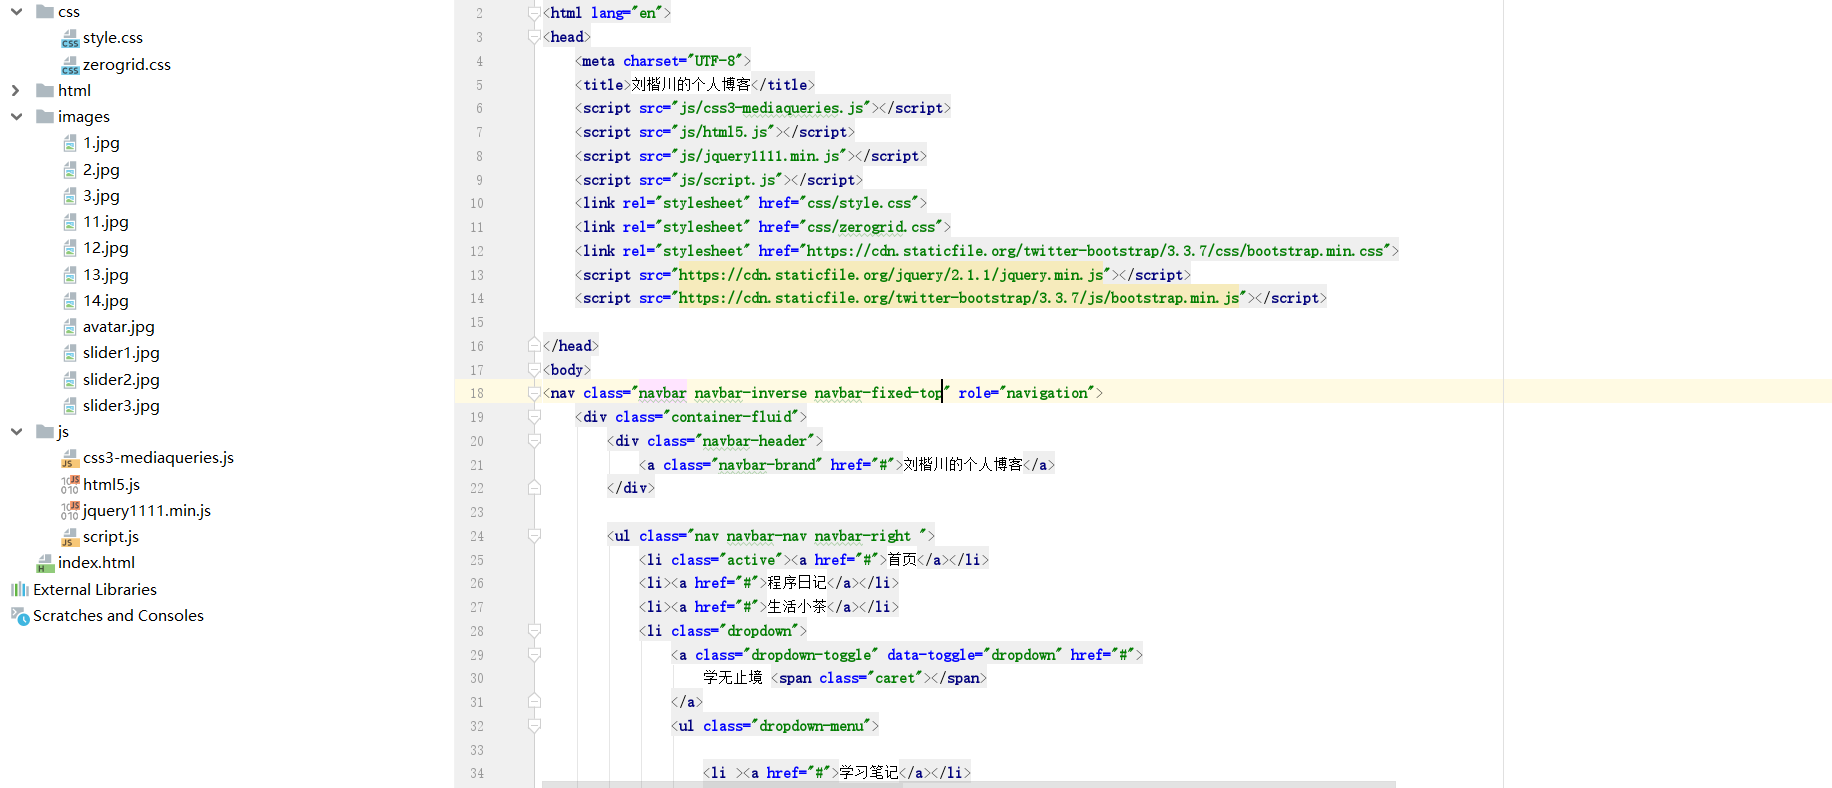 css
style.css
zerogrid.css
html
images
1.jpg
2.jpg
3.jpg
11.jpg
12.jpg
13.jpg
14.jpg
avatar.jpg
slider1.jpg
slider2.jpg
slider3.jpg
js
css3-mediaqueries.js
html5.js
jquery1111.min.js
script.js
index.html
External Libraries
Scratches and Consoles
2 <html lang="en">
3 <head>
4 <meta charset="UTF-8">
5 <title>刘楷川的个人博客</title>
6 <script src="js/css3-mediaqueries.js"></script>
7 <script src="js/html5.js"></script>
8 <script src="js/jquery1111.min.js"></script>
9 <script src="js/script.js"></script>
10 <link rel="stylesheet" href="css/style.css">
11 <link rel="stylesheet" href="css/zerogrid.css">
12 <link rel="stylesheet" href="https://cdn.staticfile.org/twitter-bootstrap/3.3.7/css/bootstrap.min.css">
13 <script src="https://cdn.staticfile.org/jquery/2.1.1/jquery.min.js"></script>
14 <script src="https://cdn.staticfile.org/twitter-bootstrap/3.3.7/js/bootstrap.min.js"></script>
15
16 </head>
17 <body>
18 <nav class="navbar navbar-inverse navbar-fixed-top" role="navigation">
19 <div class="container-fluid">
20 <div class="navbar-header">
21 <a class="navbar-brand" href="#">刘楷川的个人博客</a>
22 </div>
23
24 <ul class="nav navbar-nav navbar-right ">
25 <li class="active"><a href="#">首页</a></li>
26 <li><a href="#">程序日记</a></li>
27 <li><a href="#">生活小茶</a></li>
28 <li class="dropdown">
29 <a class="dropdown-toggle" data-toggle="dropdown" href="#">
30 学无止境 <span class="caret"></span>
31 </a>
32 <ul class="dropdown-menu">
33
34 <li ><a href="#">学习笔记</a></li>